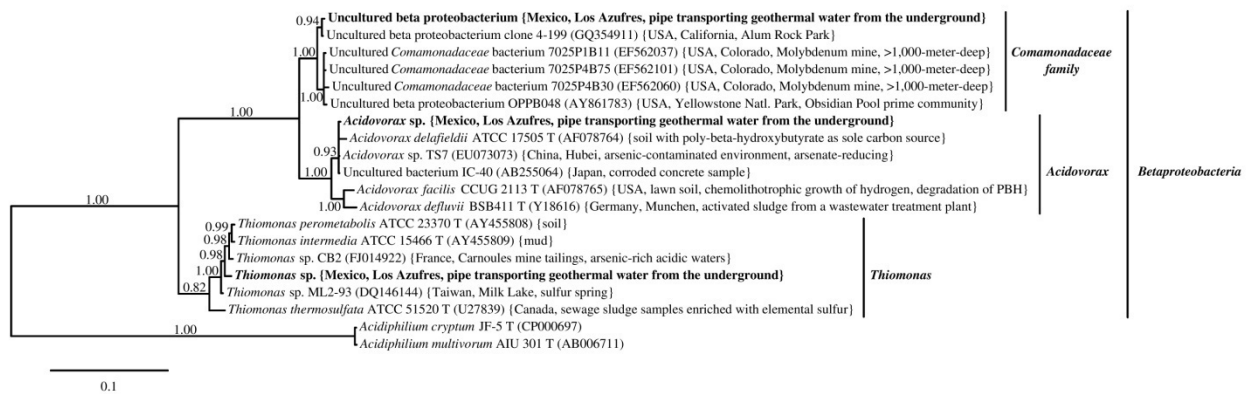 0.94
Uncultured beta proteobacterium {Mexico, Los Azufres, pipe transporting geothermal water from the underground}
Uncultured beta proteobacterium clone 4-199 (GQ354911) {USA, California, Alum Rock Park}
1.00
Uncultured Comamonadaceae bacterium 7025P1B11 (EF562037) {USA, Colorado, Molybdenum mine, >1,000-meter-deep}
Comamonadaceae
family
Uncultured Comamonadaceae bacterium 7025P4B75 (EF562101) {USA, Colorado, Molybdenum mine, >1,000-meter-deep}
Uncultured Comamonadaceae bacterium 7025P4B30 (EF562060) {USA, Colorado, Molybdenum mine, >1,000-meter-deep}
1.00
Uncultured beta proteobacterium OPPB048 (AY861783) {USA, Yellowstone Natl. Park, Obsidian Pool prime community}
1.00
Acidovorax sp. {Mexico, Los Azufres, pipe transporting geothermal water from the underground}
Acidovorax delafieldii ATCC 17505 T (AF078764) {soil with poly-beta-hydroxybutyrate as sole carbon source}
0.93
Acidovorax sp. TS7 (EU073073) {China, Hubei, arsenic-contaminated environment, arsenate-reducing}
1.00
Uncultured bacterium IC-40 (AB255064) {Japan, corroded concrete sample}
Acidovorax
Betaproteobacteria
Acidovorax facilis CCUG 2113 T (AF078765) {USA, lawn soil, chemolithotrophic growth of hydrogen, degradation of PBH}
1.00
Acidovorax defluvii BSB411 T (Y18616) {Germany, Munchen, activated sludge from a wastewater treatment plant}
1.00
0.99
Thiomonas perometabolis ATCC 23370 T (AY455808) {soil}
0.98
Thiomonas intermedia ATCC 15466 T (AY455809) {mud}
0.98
Thiomonas sp. CB2 (FJ014922) {France, Carnoules mine tailings, arsenic-rich acidic waters}
1.00
Thiomonas sp. {Mexico, Los Azufres, pipe transporting geothermal water from the underground}
Thiomonas
0.82
Thiomonas sp. ML2-93 (DQ146144) {Taiwan, Milk Lake, sulfur spring}
Thiomonas thermosulfata ATCC 51520 T (U27839) {Canada, sewage sludge samples enriched with elemental sulfur}
1.00
Acidiphilium cryptum JF-5 T (CP000697)
Acidiphilium multivorum AIU 301 T (AB006711)
0.1